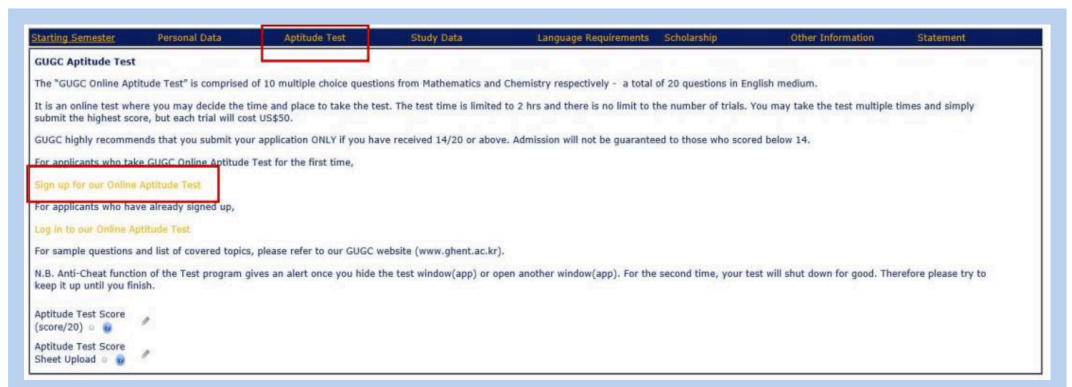 Starting Semester Personal Data Aptitude Test Study Data Language Requirements Scholarship Other Information Statement
GUGC Aptitude Test
The "GUGC Online Aptitude Test" is comprised of 10 multiple choice questions from Mathematics and Chemistry respectively - a total of 20 questions in English medium.
It is an online test where you may decide the time and place to take the test. The test time is limited to 2 hrs and there is no limit to the number of trials. You may take the test multiple times and simply
submit the highest score, but each trial will cost US$50.
GUGC highly recommends that you submit your application ONLY if you have received 14/20 or above. Admission will not be guaranteed to those who scored below 14.
For applicants who take GUGC Online Aptitude Test for the first time,
Sign up for our Online Aptitude Test
For applicants who have already signed up,
Log in to our Online Aptitude Test
For sample questions and list of covered topics, please refer to our GUGC website (www.ghent.ac.kr).
N.B. Anti-Cheat function of the Test program gives an alert once you hide the test window(app) or open another window(app). For the second time, your test will shut down for good. Therefore please try to
keep it up until you finish.
Aptitude Test Score
(score/20)
Aptitude Test Score
Sheet Upload